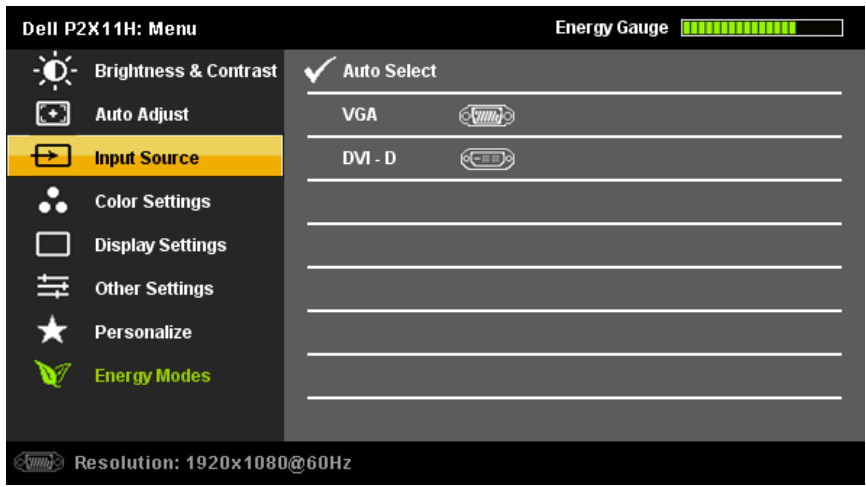 Dell P2X11H: Menu
Energy Gauge
Brightness & Contrast
Auto Select
Auto Adjust
VGA
Input Source
DVI - D
Color Settings
Display Settings
Other Settings
Personalize
Energy Modes
Resolution: 1920x1080@60Hz